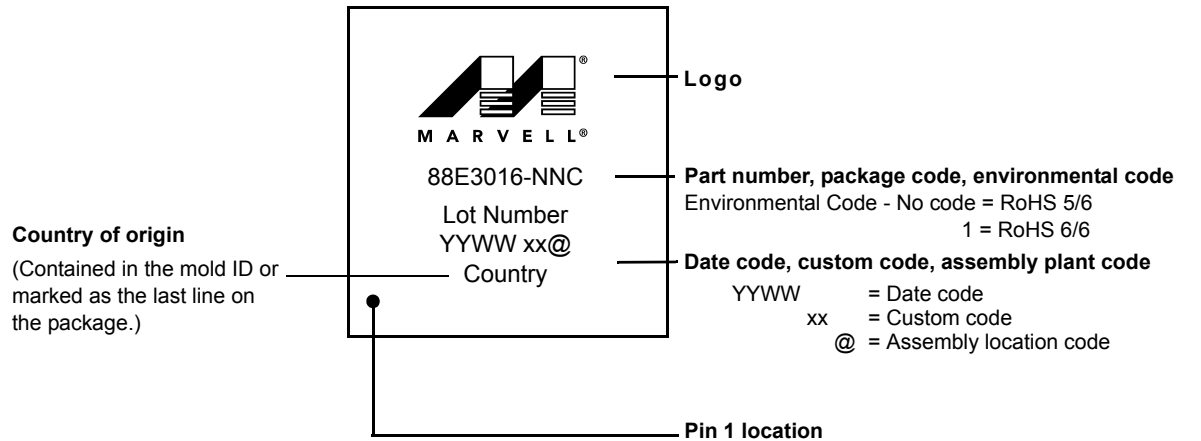 MARVELL®
®
88E3016-NNC
Lot Number
YYWW xx@
Country
Logo
Part number, package code, environmental code
Environmental Code - No code = RoHS 5/6
1 = RoHS 6/6
Date code, custom code, assembly plant code
YYWW = Date code
xx = Custom code
@ = Assembly location code
Country of origin
(Contained in the mold ID or
marked as the last line on
the package.)
Pin 1 location